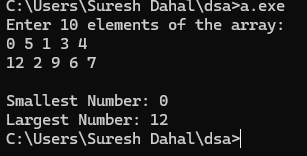 C:\Users\Suresh Dahal\dsa>a.exe
Enter 10 elements of the array:
0 5 1 3 4
12 2 9 6 7
Smallest Number: 0
Largest Number: 12
C:\Users\Suresh Dahal\dsa>